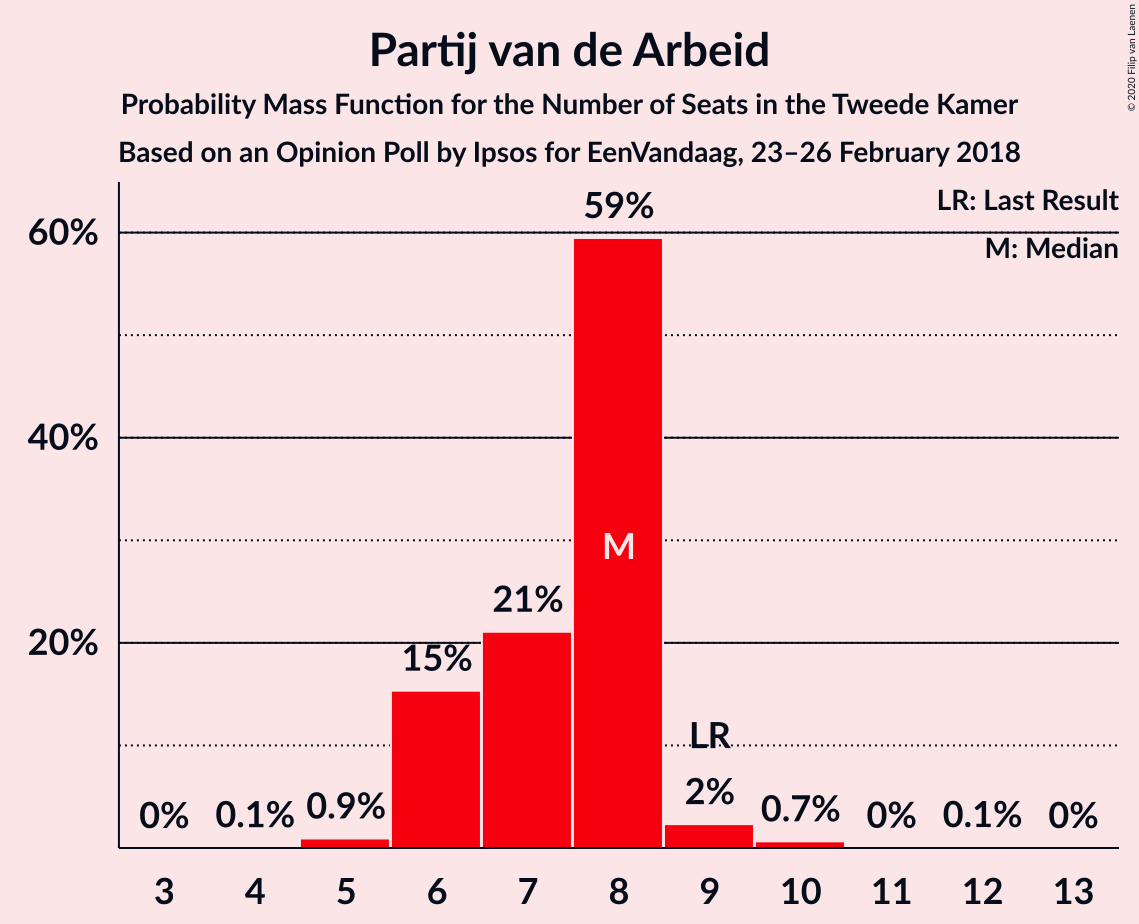 Partij van de Arbeid
Probability Mass Function for the Number of Seats in the Tweede Kamer
Based on an Opinion Poll by Ipsos for EenVandaag, 23–26 February 2018
© 2020 Filip van Laenen
LR: Last Result
M: Median
60%
40%
20%
0%
0.1%
0.9%
15%
21%
59%
M
LR
2%
0.7%
0%
0.1%
0%
3 4 5 6 7 8 9 10 11 12 13